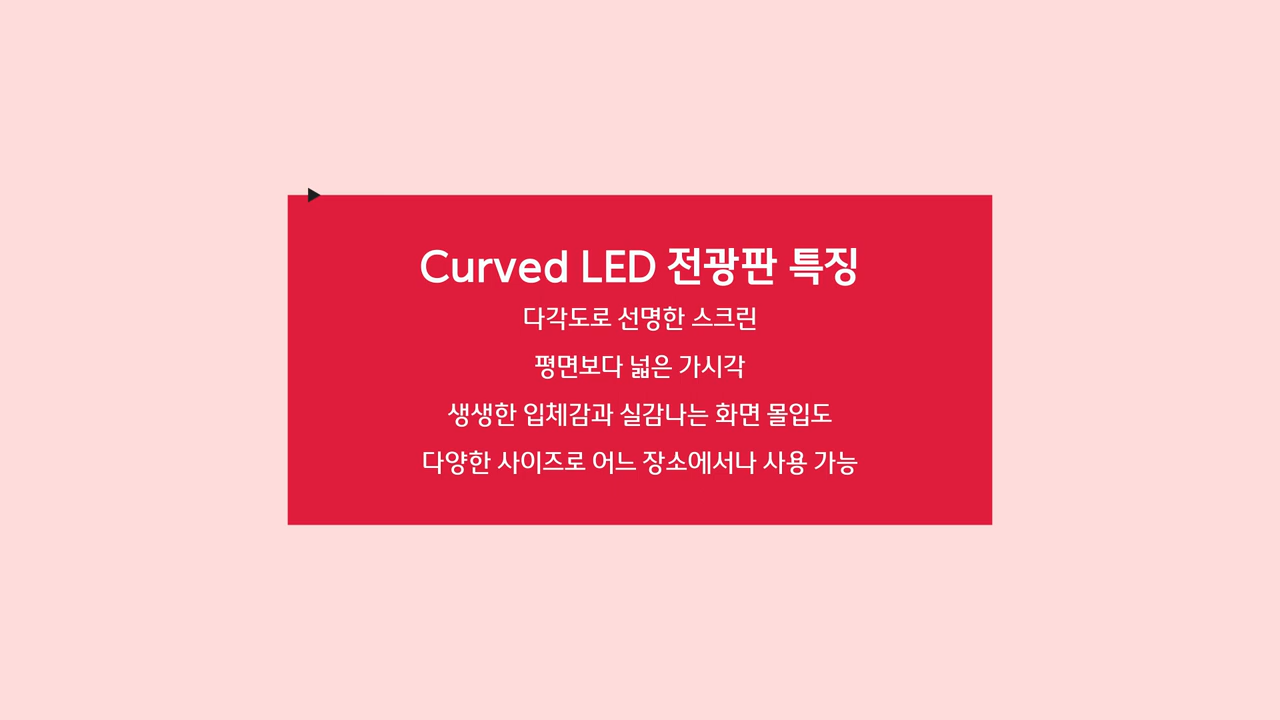 Curved LED 전광판 특징
다각도로 선명한 스크린
평면보다 넓은 가시각
생생한 입체감과 실감나는 화면 몰입도
다양한 사이즈로 어느 장소에서나 사용 가능